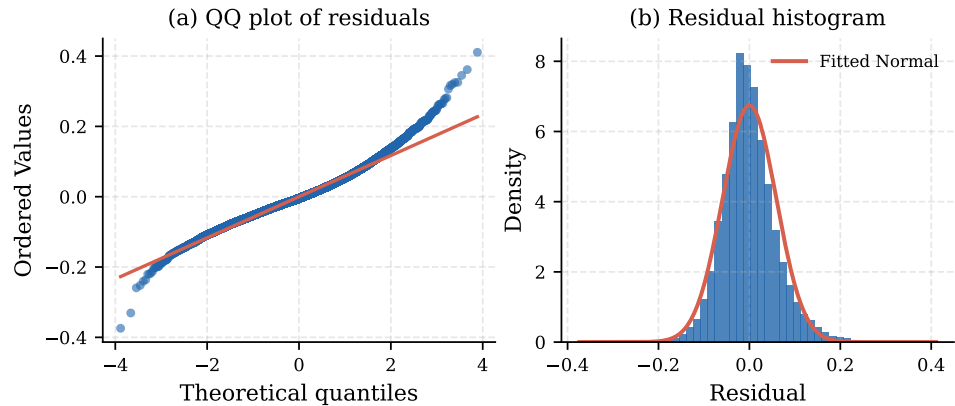 (a) QQ plot of residuals
Ordered Values
0.4
0.2
0.0
−0.2
−0.4
−4
−2
0
2
4
Theoretical quantiles
(b) Residual histogram
Fitted Normal
Density
8
6
4
2
0
−0.4
−0.2
0.0
0.2
0.4
Residual